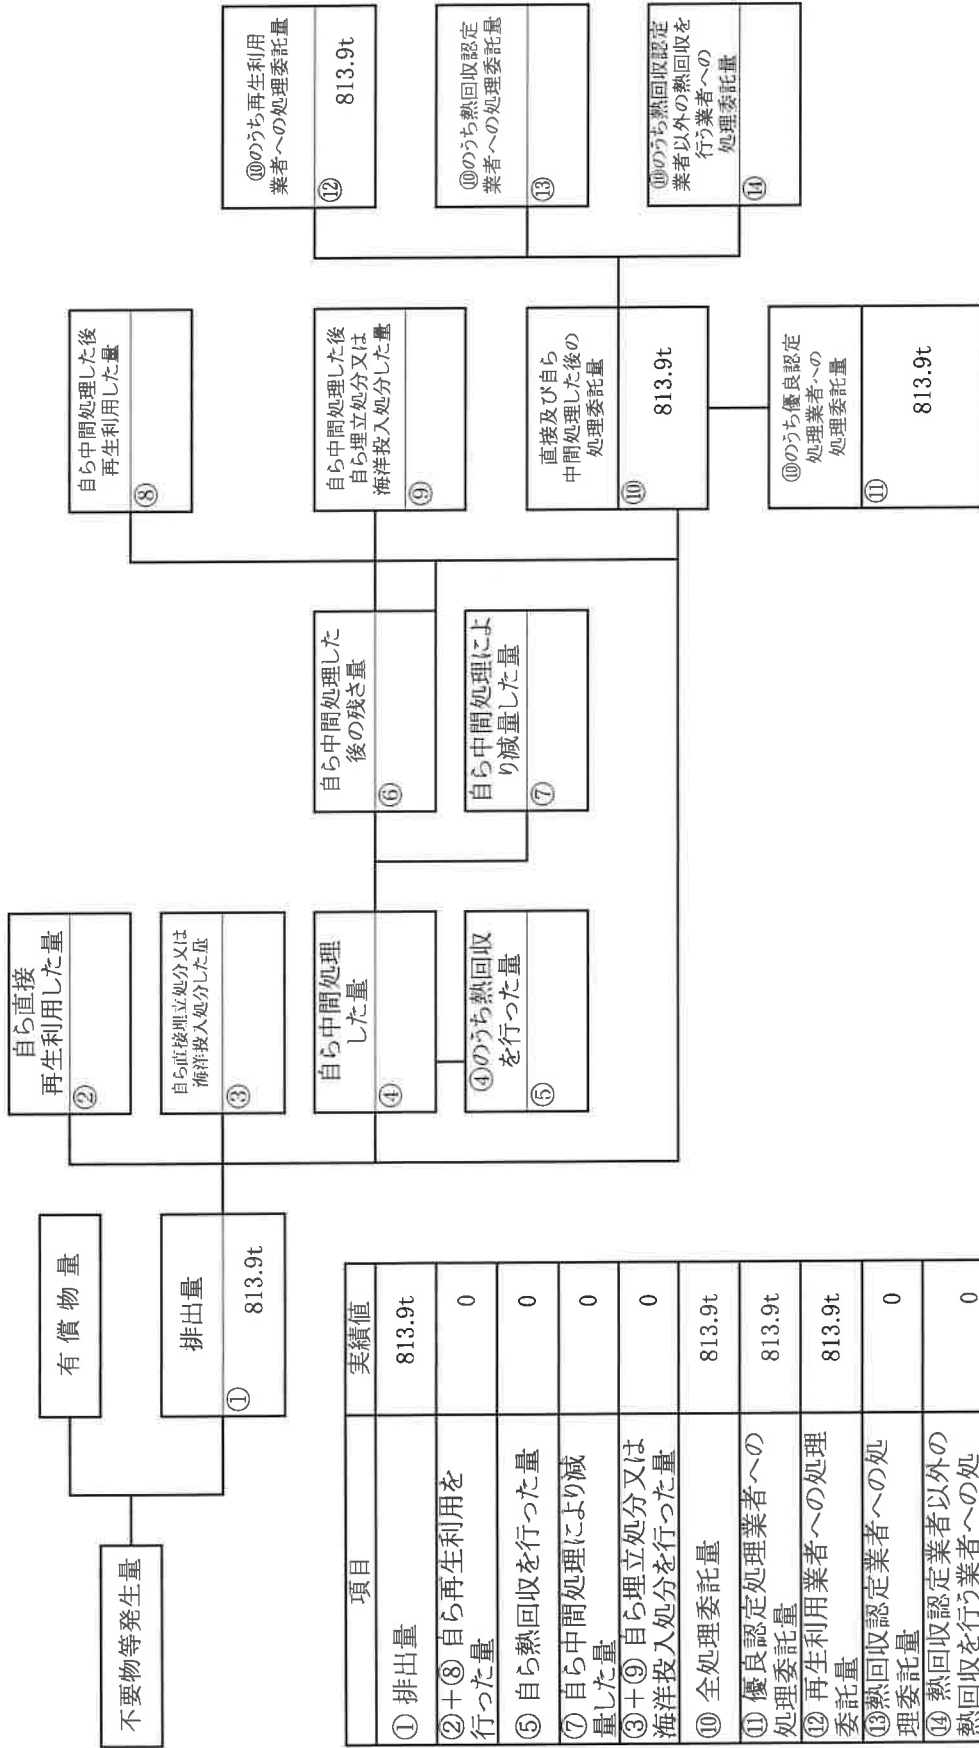 不要物等発生量
有償物量
排出量
①
813.9t
自ら直接
再生利用した量
②
自ら直接埋立処分又は
海洋投入処分した量
③
自ら中間処理
した量
④
④のうち熱回収
を行った量
⑤
自ら中間処理した
後の残さ量
⑥
自ら中間処理によ
り減量した量
⑦
自ら中間処理した後
再生利用した量
⑧
自ら中間処理した後
自ら埋立処分又は
海洋投入処分した量
⑨
直接及び自ら
中間処理した後の
処理委託量
⑩
813.9t
⑩のうち優良認定
処理業者への
処理委託量
⑪
813.9t
⑩のうち再生利用
業者への処理委託量
⑫
813.9t
⑩のうち熱回収認定
業者への処理委託量
⑬
⑩のうち熱回収認定
業者以外の熱回収を
行う業者への
処理委託量
⑭
項目 実績値
① 排出量 813.9t
②+⑧ 自ら再生利用を
行った量 0
⑤ 自ら熱回収を行った量 0
⑦ 自ら中間処理により減
量した量 0
③+⑨ 自ら埋立処分又は
海洋投入処分を行った量 0
⑩ 全処理委託量 813.9t
⑪ 優良認定処理業者への
処理委託量 813.9t
⑫ 再生利用業者への処理
委託量 813.9t
⑬熱回収認定業者への処
理委託量 0
⑭ 熱回収認定業者以外の
熱回収を行う業者への処 0